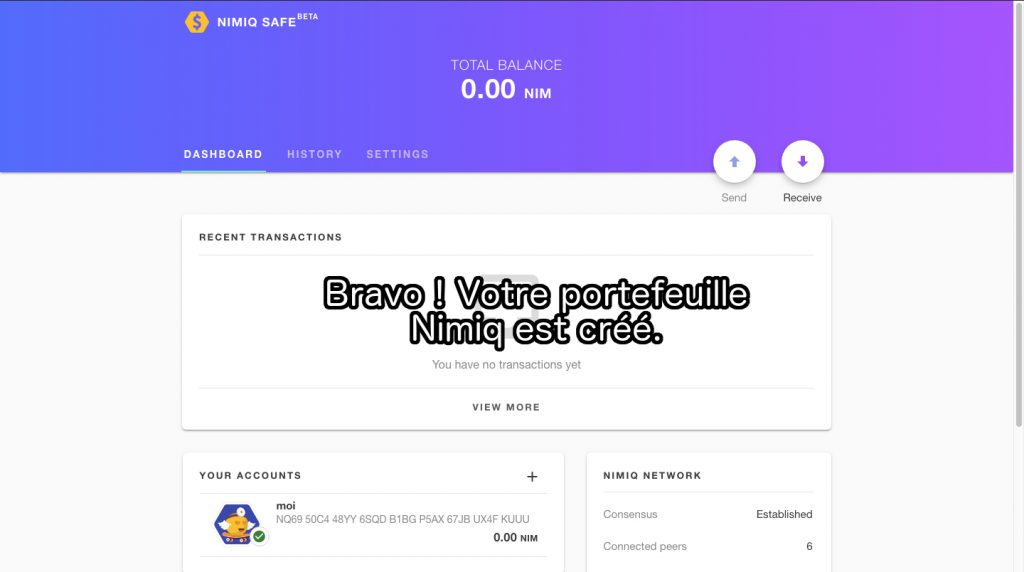 NIMIQ SAFE BETA
TOTAL BALANCE
0.00 NIM
DASHBOARD HISTORY SETTINGS
Send Receive
RECENT TRANSACTIONS
Bravo ! Votre portefeuille
Nimiq est créé.
You have no transactions yet
VIEW MORE
YOUR ACCOUNTS +
moi
NQ69 50C4 48YY 6SQD B1BG P5AX 67JB UX4F KUUU
0.00 NIM
NIMIQ NETWORK
Consensus Established
Connected peers 6